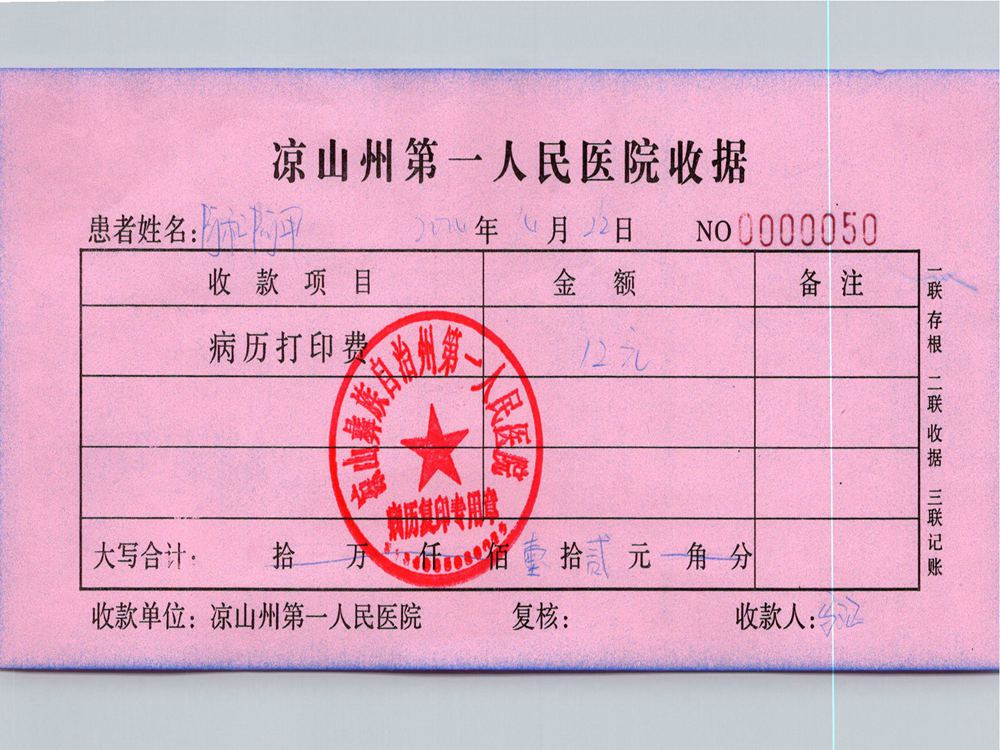 凉山州第一人民医院收据
患者姓名: 年 4月22日 NO 0000050
收款项目 金额 备注
病历打印费 12元
大写合计: 拾 万 仟 佰 壹拾贰元 角 分
收款单位: 凉山州第一人民医院 复核: 收款人:
一联存根 二联收据 三联记账
凉山彝族自治州第一人民医院
病历复印专用章